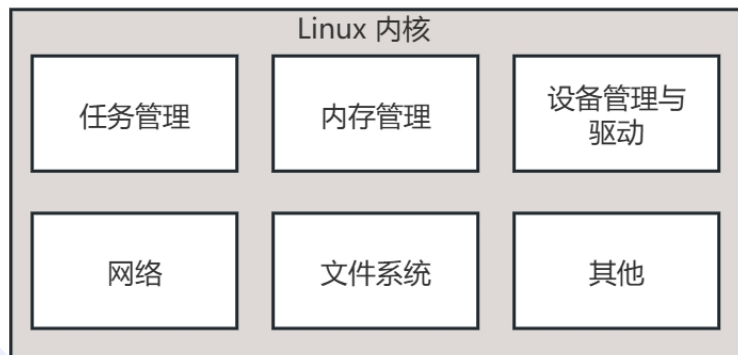 Linux 内核
任务管理
内存管理
设备管理与
驱动
网络
文件系统
其他